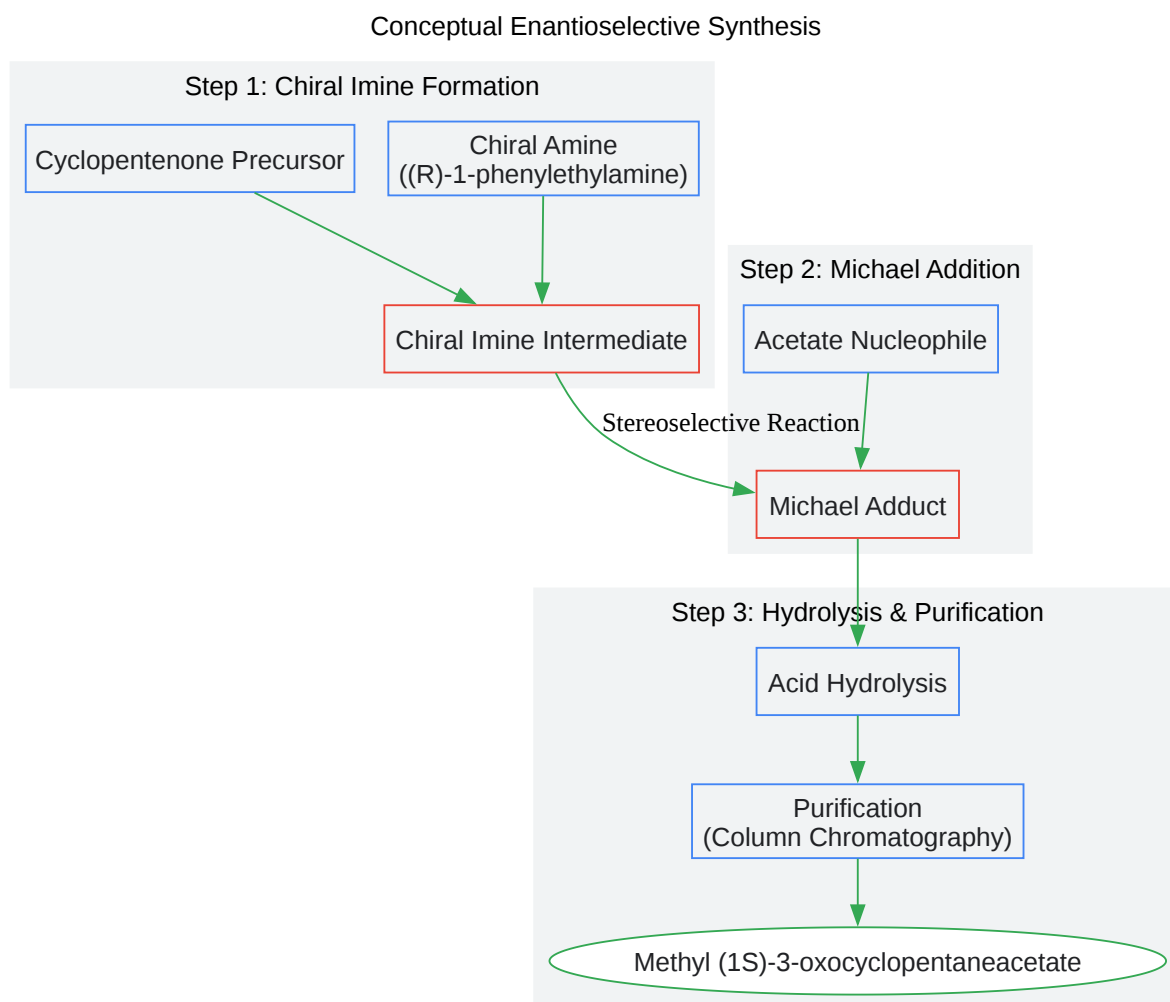 Conceptual Enantioselective Synthesis
Step 1: Chiral Imine Formation
Cyclopentenone Precursor
Chiral Amine
((R)-1-phenylethylamine)
Chiral Imine Intermediate
Step 2: Michael Addition
Acetate Nucleophile
Stereoselective Reaction
Michael Adduct
Step 3: Hydrolysis & Purification
Acid Hydrolysis
Purification
(Column Chromatography)
Methyl (1S)-3-oxocyclopentaneacetate